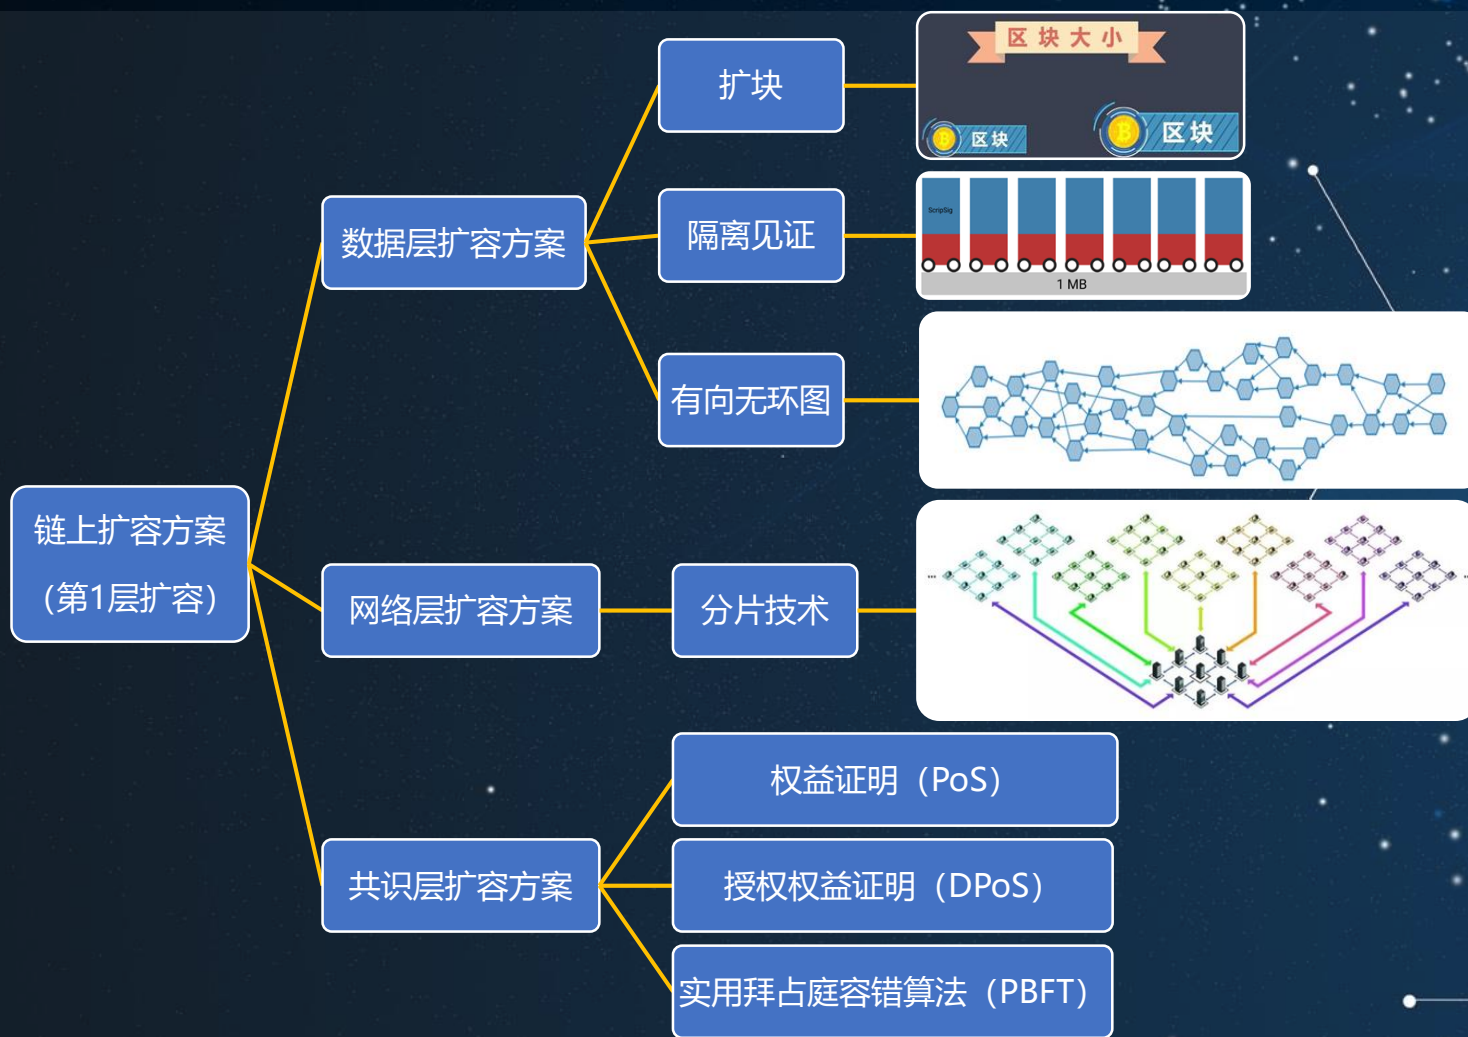 链上扩容方案
（第1层扩容）
数据层扩容方案
扩块
区块大小
区块
区块
隔离见证
ScripSig
1 MB
有向无环图
网络层扩容方案
分片技术
...
...
共识层扩容方案
权益证明（PoS）
授权权益证明（DPoS）
实用拜占庭容错算法（PBFT）